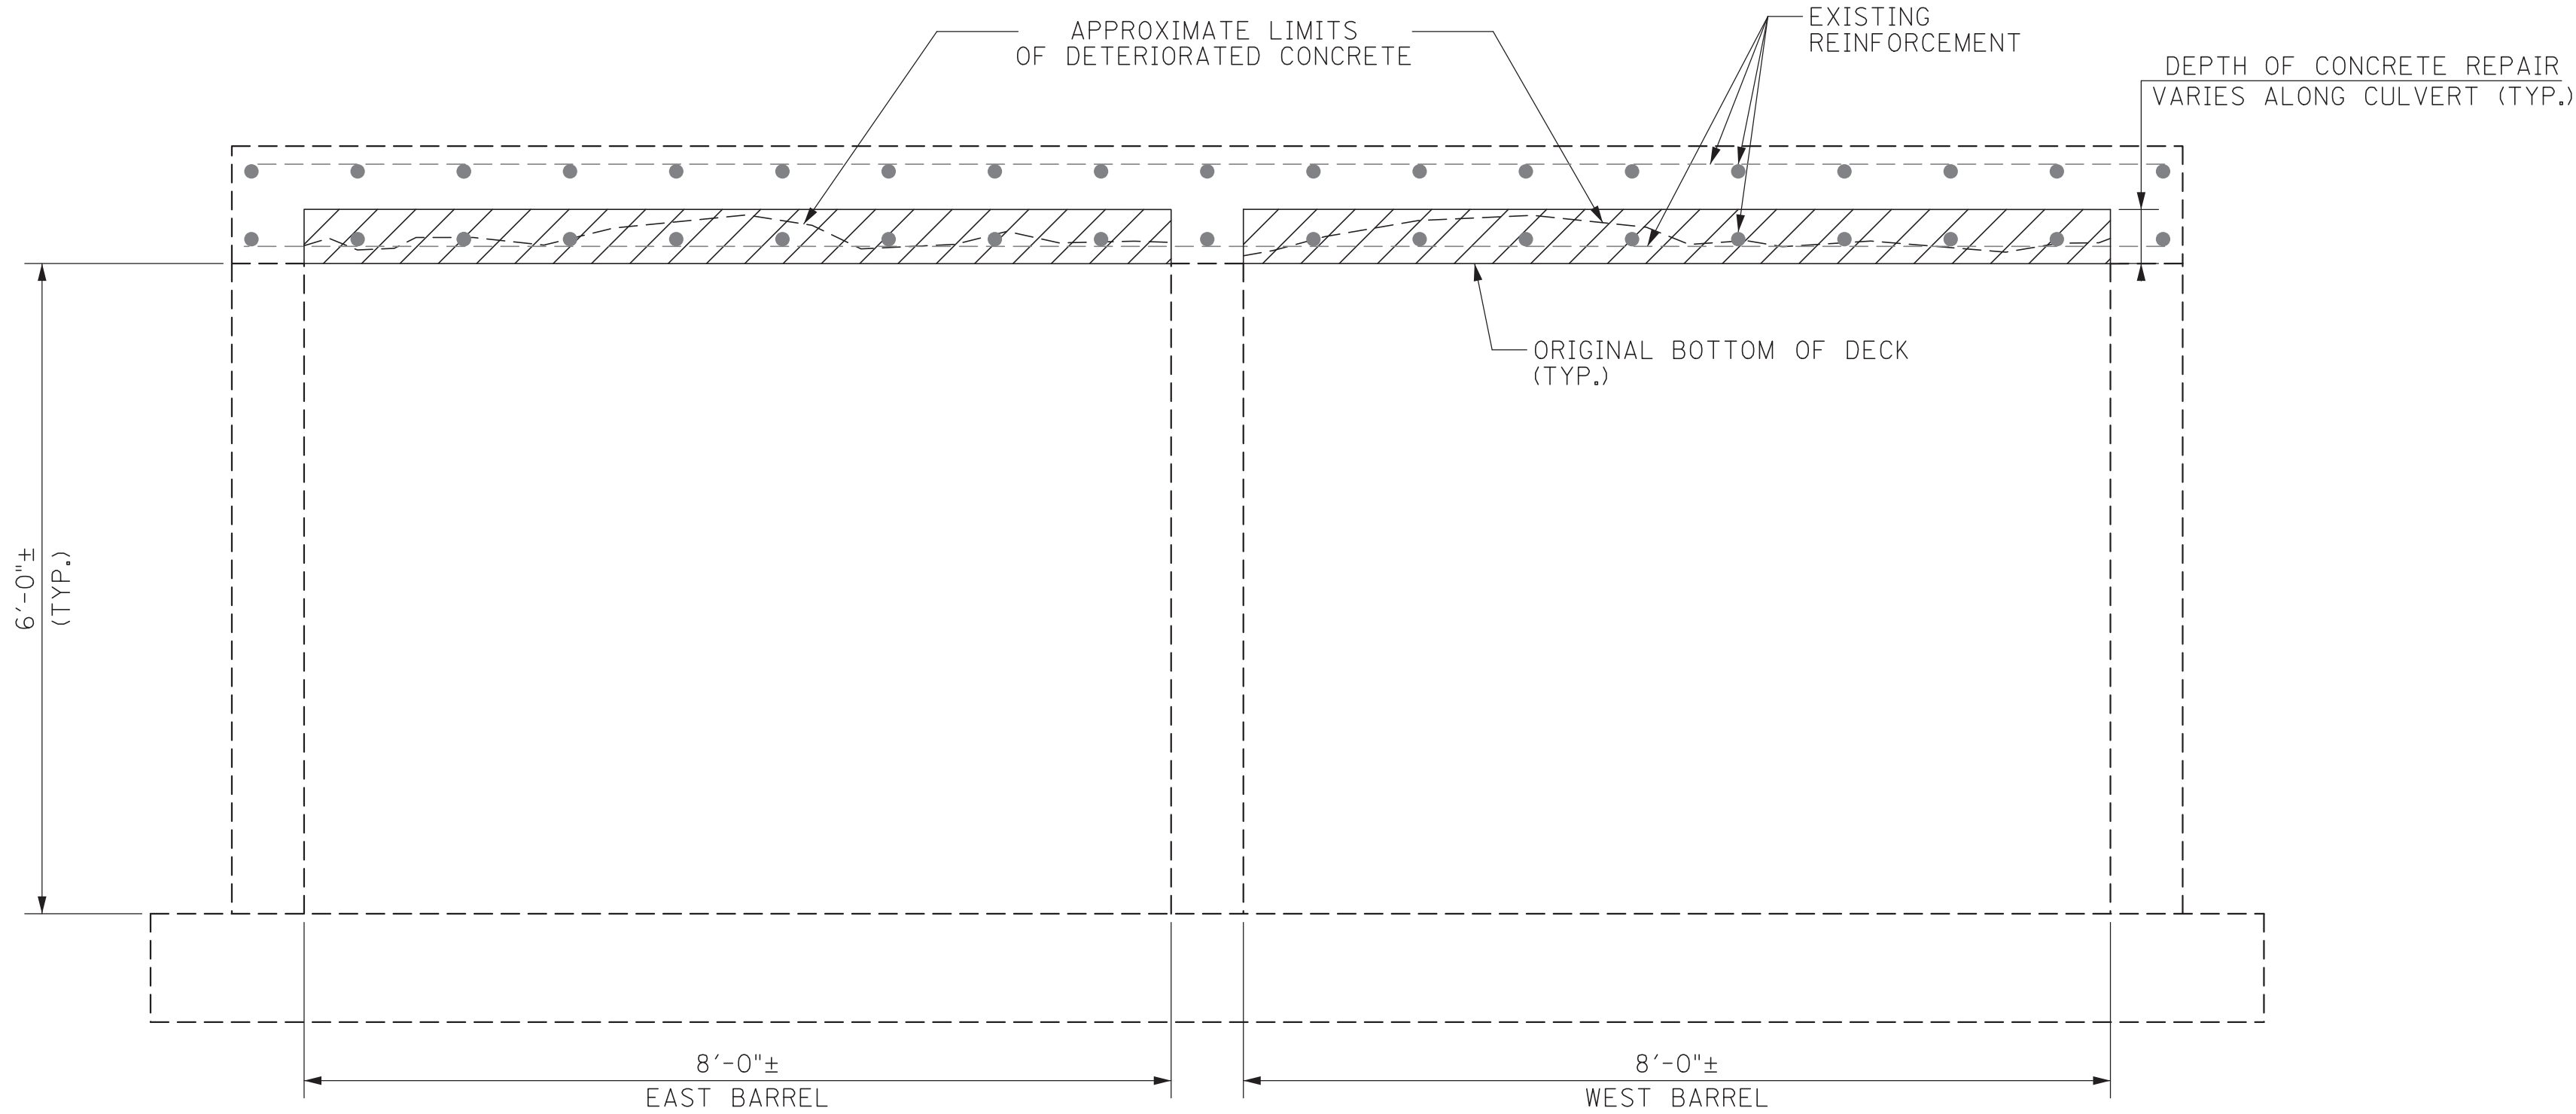 APPROXIMATE LIMITS
OF DETERIORATED CONCRETE
EXISTING
REINFORCEMENT
DEPTH OF CONCRETE REPAIR
VARIES ALONG CULVERT (TYP.)
ORIGINAL BOTTOM OF DECK
(TYP.)
6'-0"±
(TYP.)
8'-0"±
EAST BARREL
8'-0"±
WEST BARREL